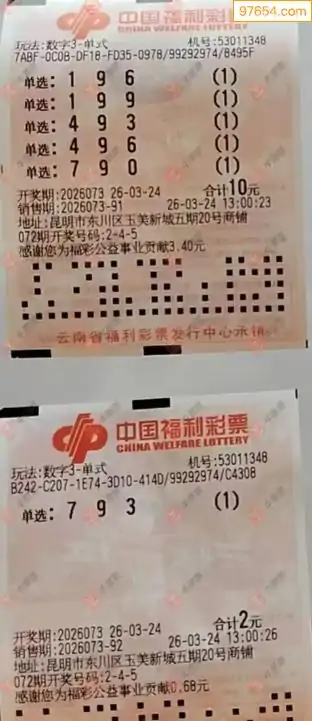 97654.com
中国福利彩票
CHINA WELFARE LOTTERY
玩法:数字3-单式 机号:53011348
7ABF-0C0B-DF18-FD35-0978/99292974/8495F
单选: 1 9 6 (1)
单选: 1 9 9 (1)
单选: 4 9 3 (1)
单选: 4 9 6 (1)
单选: 7 9 0 (1)
开奖期:2026073 26-03-24 合计10元
销售期:2026073-91 26-03-24 13:00:23
地址:昆明市东川区玉美新城五期20号商铺
072期开奖号码:2-4-5
感谢您为福彩公益事业贡献3.40元
云南省福利彩票发行中心承销
中国福利彩票
CHINA WELFARE LOTTERY
玩法:数字3-单式 机号:53011348
B242-C207-1E74-3D10-414D/99292974/C4308
单选: 7 9 3 (1)
合计2元
开奖期:2026073 26-03-24
销售期:2026073-92 26-03-24 13:00:26
地址:昆明市东川区玉美新城五期20号商铺
072期开奖号码:2-4-5
感谢您为福彩公益事业贡献0.68元